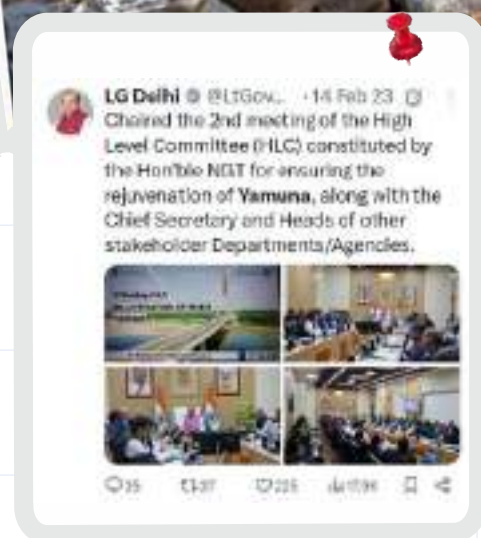 LG Delhi @LtGov... · 14 Feb 23
Chaired the 2nd meeting of the High
Level Committee (HLC) constituted by
the Hon'ble NGT for ensuring the
rejuvenation of Yamuna, along with the
Chief Secretary and Heads of other
stakeholder Departments/Agencies.